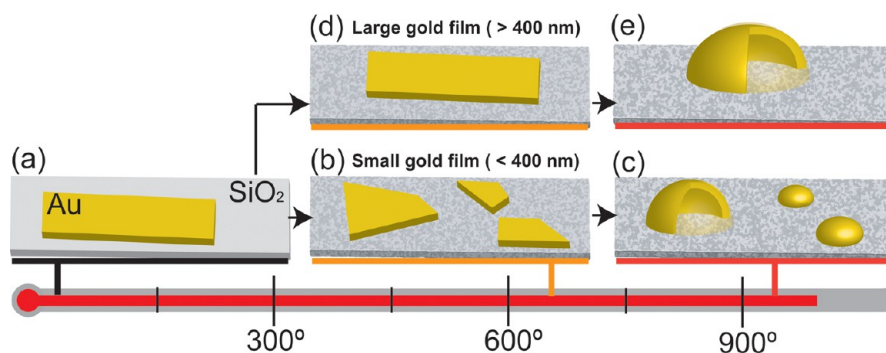 (d) Large gold film ( > 400 nm)
(e)
(a)
Au
SiO₂
(b) Small gold film ( < 400 nm)
(c)
300º
600º
900º